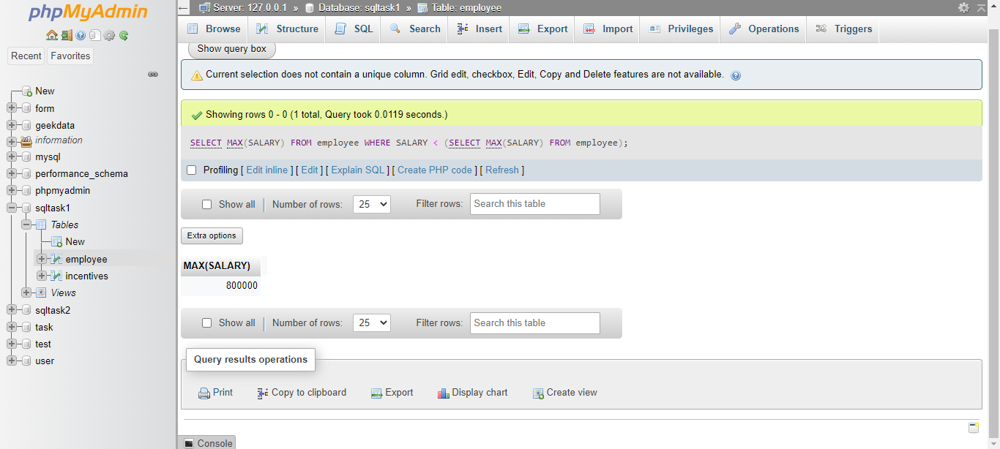 phpMyAdmin
Recent Favorites
New
form
geekdata
information
mysql
performance_schema
phpmyadmin
sqltask1
Tables
New
employee
incentives
Views
sqltask2
task
test
user
Server: 127.0.0.1 » Database: sqltask1 » Table: employee
Browse Structure SQL Search Insert Export Import Privileges Operations Triggers
Show query box
Current selection does not contain a unique column. Grid edit, checkbox, Edit, Copy and Delete features are not available.
Showing rows 0 - 0 (1 total, Query took 0.0119 seconds.)
SELECT MAX(SALARY) FROM employee WHERE SALARY < (SELECT MAX(SALARY) FROM employee);
Profiling [ Edit inline ] [ Edit ] [ Explain SQL ] [ Create PHP code ] [ Refresh ]
Show all Number of rows: 25 Filter rows: Search this table
Extra options
MAX(SALARY)
800000
Show all Number of rows: 25 Filter rows: Search this table
Query results operations
Print Copy to clipboard Export Display chart Create view
Console